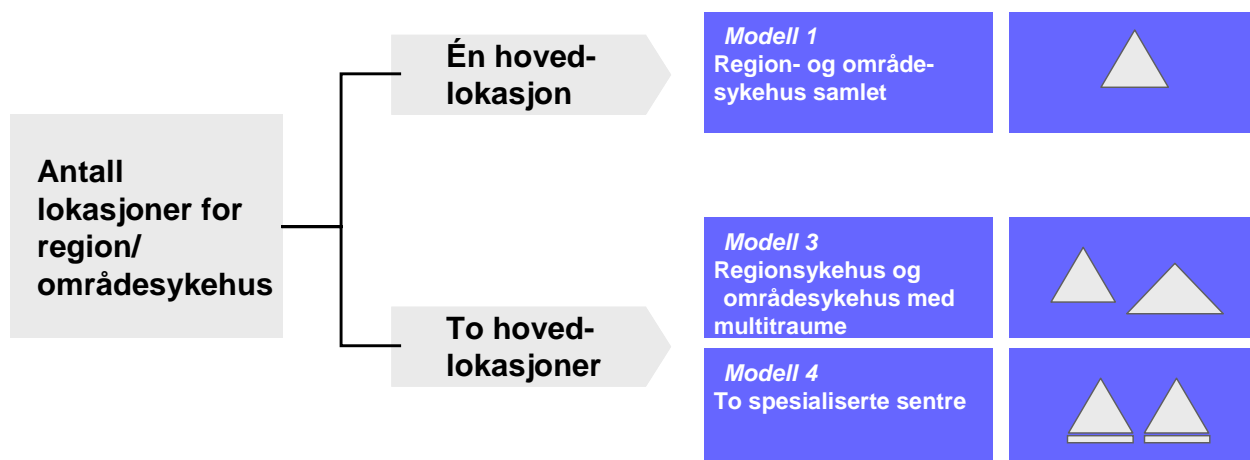 Antall
lokasjoner for
region/
områdesykehus
Én hoved-
lokasjon
Modell 1
Region- og område-
sykehus samlet
To hoved-
lokasjoner
Modell 3
Regionsykehus og
områdesykehus med
multitraume
Modell 4
To spesialiserte sentre